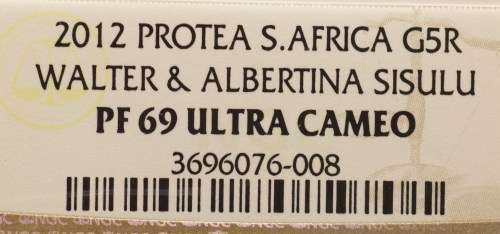 2012 PROTEA S.AFRICA G5R
WALTER & ALBERTINA SISULU
PF 69 ULTRA CAMEO
3696076-008